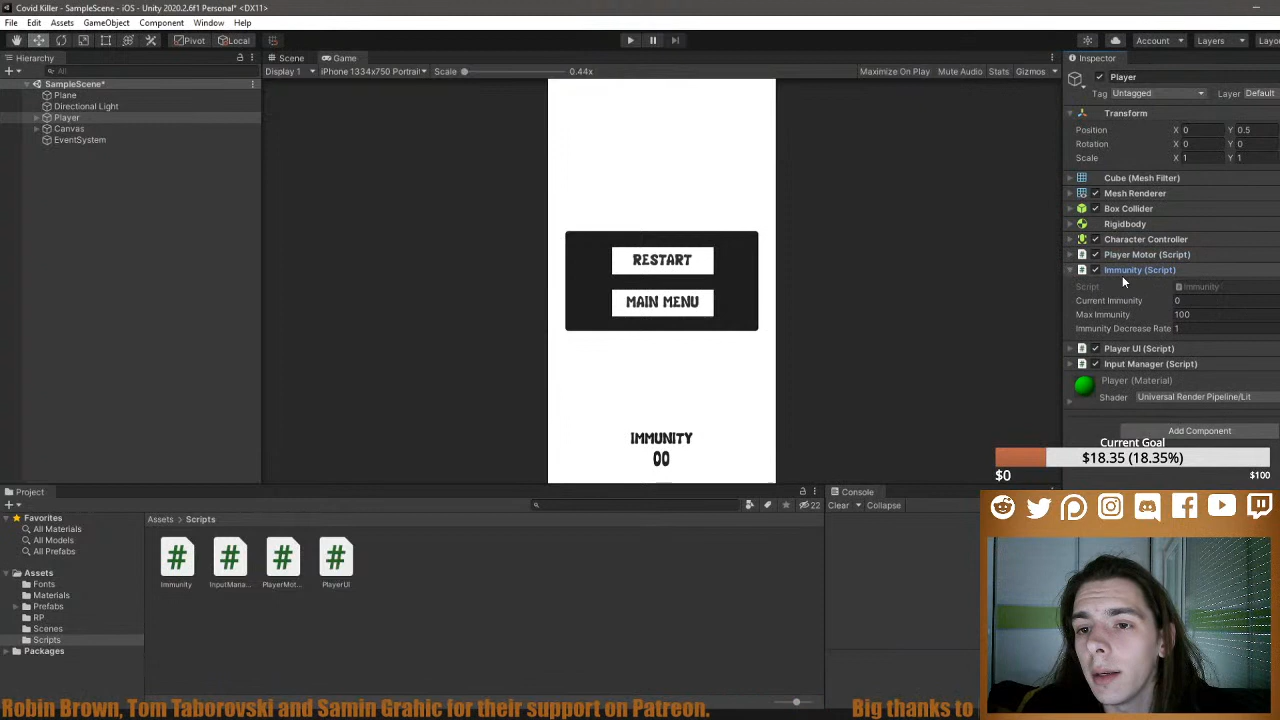 Covid Killer - SampleScene - iOS - Unity 2020.2.6f1 Personal* <DX11>
File Edit Assets GameObject Component Window Help
Pivot Local Account Layers Layo
Hierarchy Scene Game Inspector
All
Display 1 iPhone 1334x750 Portrait Scale 0.44x Maximize On Play Mute Audio Stats Gizmos
SampleScene*
Plane
Directional Light
Player
Canvas
EventSystem
RESTART
MAIN MENU
IMMUNITY
00
Player
Tag Untagged Layer Default
Transform
Position X 0 Y 0.5
Rotation X 0 Y 0
Scale X 1 Y 1
Cube (Mesh Filter)
Mesh Renderer
Box Collider
Rigidbody
Character Controller
Player Motor (Script)
Immunity (Script)
Script Immunity
Current Immunity 0
Max Immunity 100
Immunity Decrease Rate 1
Player UI (Script)
Input Manager (Script)
Player (Material)
Shader Universal Render Pipeline/Lit
Add Component
Current Goal
$18.35 (18.35%)
$0 $100
Project Console
22 Clear Collapse
Favorites
All Materials
All Models
All Prefabs
Assets
Fonts
Materials
Prefabs
RP
Scenes
Scripts
Packages
Assets > Scripts
# # # #
Immunity InputMana... PlayerMot... PlayerUI
Robin Brown, Tom Taborovski and Samin Grahic for their support on Patreon. Big thanks to